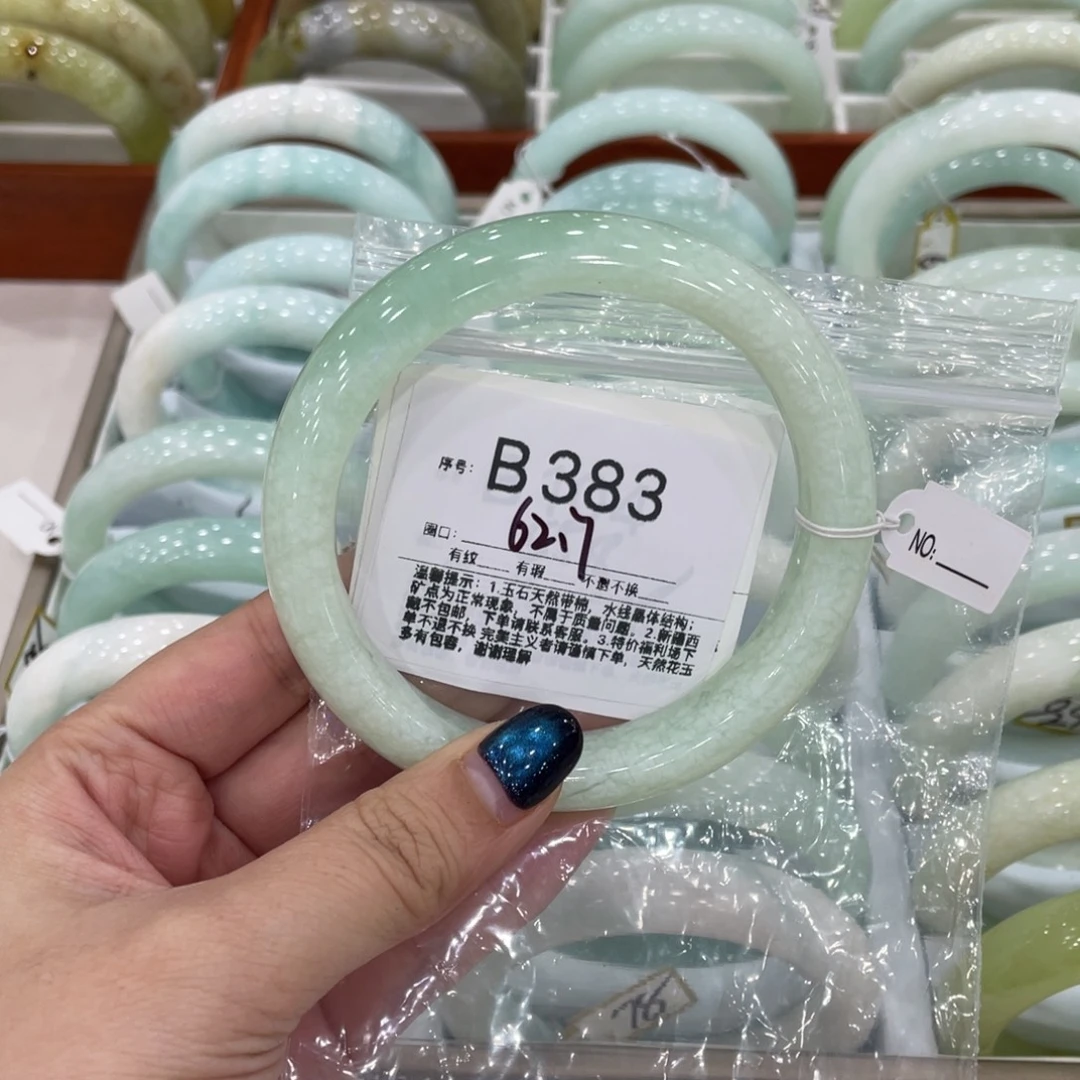 序号: B383
圈口: 62.7
有纹 有瑕 不退不换
温馨提示：1.玉石天然带棉，水线晶体结构；
矿点为正常现象，不属于质量问题。2.新疆西
藏不包邮，下单请联系客服。3.特价福利场下
单不退不换 完美主义者请谨慎下单，天然花玉
多有包容，谢谢理解
NO:
76